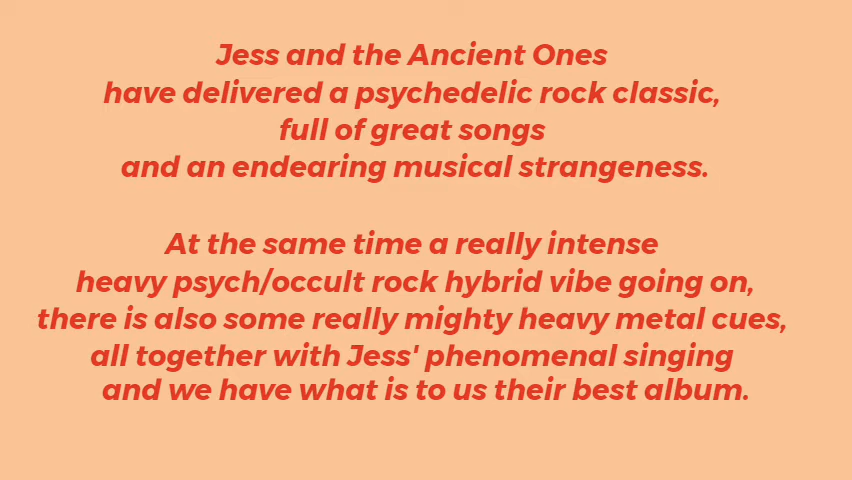 Jess and the Ancient Ones
have delivered a psychedelic rock classic,
full of great songs
and an endearing musical strangeness.
At the same time a really intense
heavy psych/occult rock hybrid vibe going on,
there is also some really mighty heavy metal cues,
all together with Jess' phenomenal singing
and we have what is to us their best album.